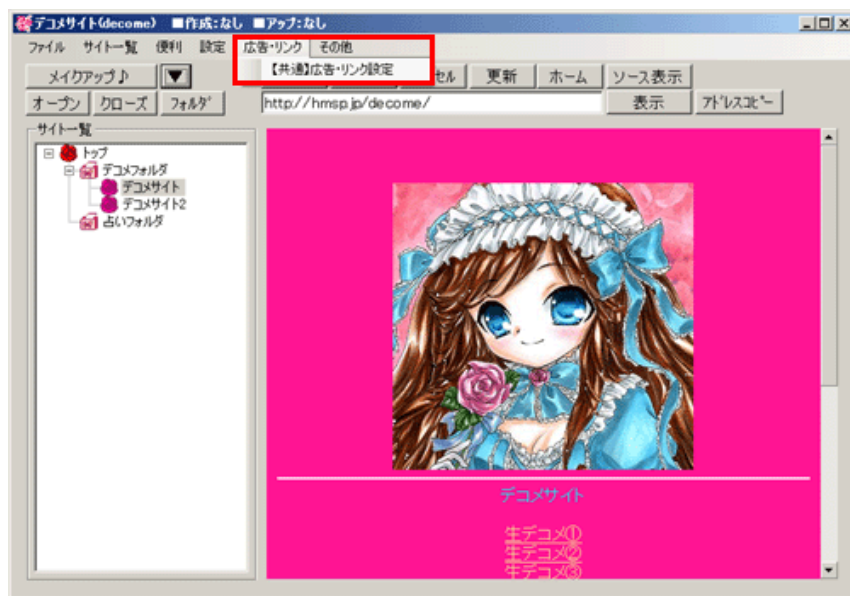 デコメサイト(decome) ■作成:なし ■アップ:なし
ファイル サイト一覧 便利 設定 広告・リンク その他
【共通】広告・リンク設定
メイクアップ♪ ▼ セル 更新 ホーム ソース表示
オープン クローズ フォルダ http://hmsp.jp/decome/ 表示 アドレスコピー
サイト一覧
トップ
デコメフォルダ
デコメサイト
デコメサイト2
占いフォルダ
デコメサイト
生デコメ①
生デコメ②
生デコメ③